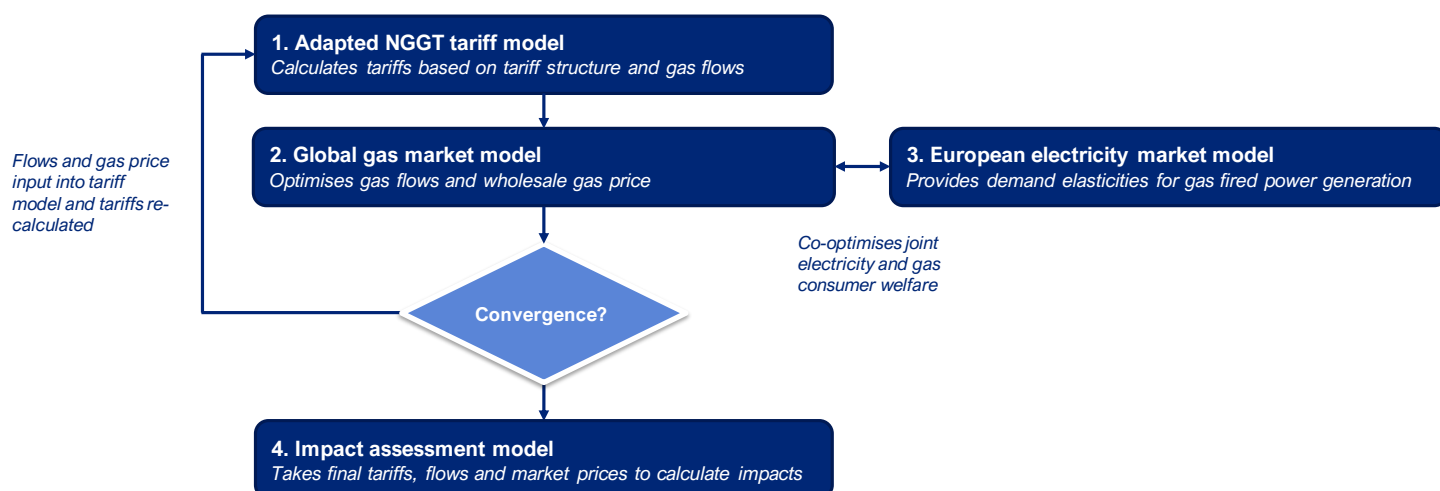 1. Adapted NGGT tariff model
Calculates tariffs based on tariff structure and gas flows
Flows and gas price
input into tariff
model and tariffs re-
calculated
2. Global gas market model
Optimises gas flows and wholesale gas price
3. European electricity market model
Provides demand elasticities for gas fired power generation
Co-optimises joint
electricity and gas
consumer welfare
Convergence?
4. Impact assessment model
Takes final tariffs, flows and market prices to calculate impacts